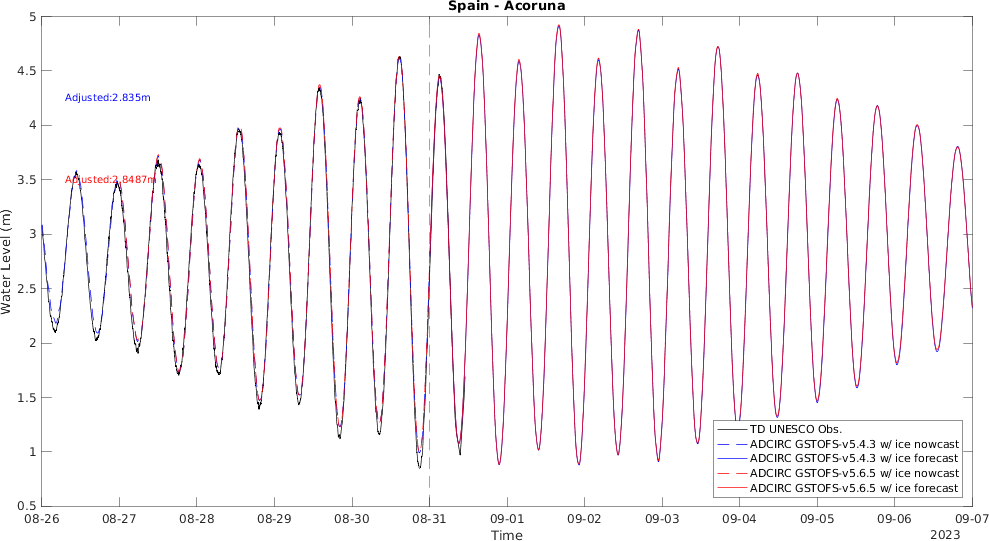 Spain - Acoruna
5
4.5
4
3.5
3
2.5
2
1.5
1
0.5
Water Level (m)
Adjusted:2.835m
Adjusted:2.8487m
TD UNESCO Obs.
ADCIRC GSTOFS-v5.4.3 w/ ice nowcast
ADCIRC GSTOFS-v5.4.3 w/ ice forecast
ADCIRC GSTOFS-v5.6.5 w/ ice nowcast
ADCIRC GSTOFS-v5.6.5 w/ ice forecast
08-26 08-27 08-28 08-29 08-30 08-31 09-01 09-02 09-03 09-04 09-05 09-06 09-07
Time
2023